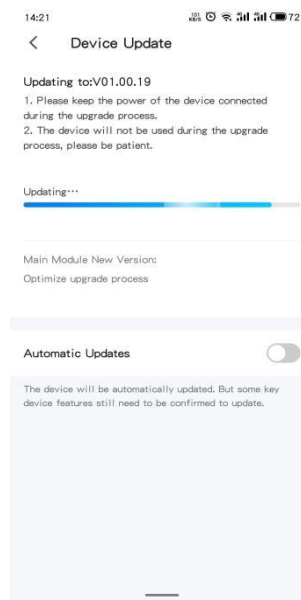 14:21
101 KB/S 72
Device Update
Updating to:V01.00.19
1. Please keep the power of the device connected
during the upgrade process.
2. The device will not be used during the upgrade
process, please be patient.
Updating···
Main Module New Version:
Optimize upgrade process
Automatic Updates
The device will be automatically updated. But some key
device features still need to be confirmed to update.